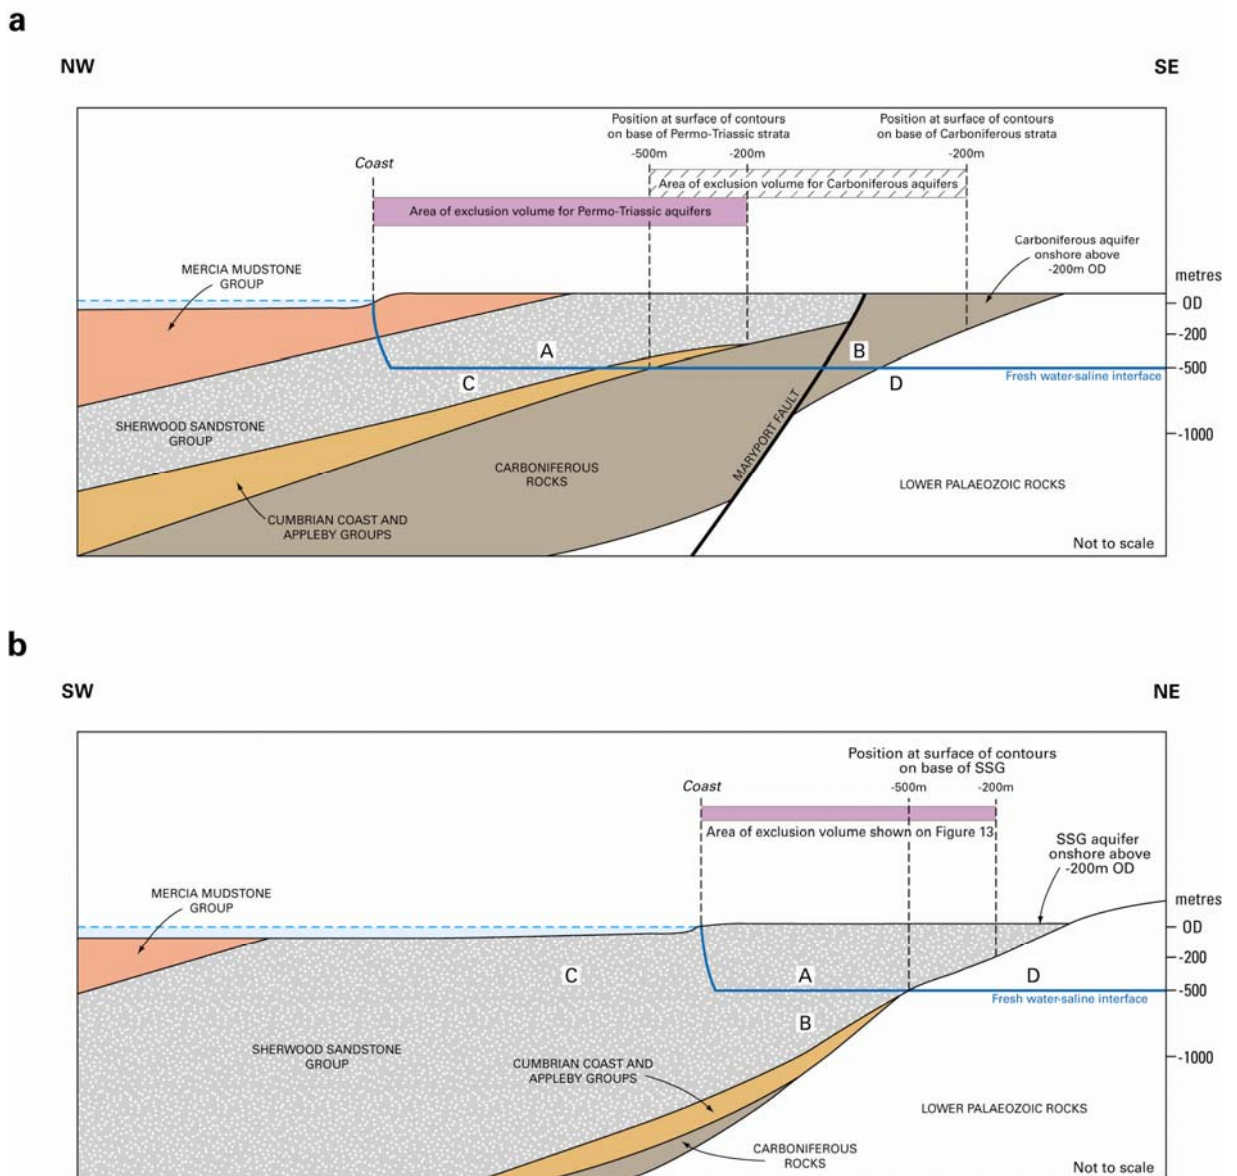 a
NW
SE
Position at surface of contours
on base of Permo-Triassic strata
-500m
-200m
Position at surface of contours
on base of Carboniferous strata
-200m
Coast
Area of exclusion volume for Carboniferous aquifers
Area of exclusion volume for Permo-Triassic aquifers
Carboniferous aquifer
onshore above
-200m OD
MERCIA MUDSTONE
GROUP
metres
OD
-200
-500
-1000
A
B
C
D
Fresh water-saline interface
SHERWOOD SANDSTONE
GROUP
MARYPORT FAULT
CARBONIFEROUS
ROCKS
LOWER PALAEOZOIC ROCKS
CUMBRIAN COAST AND
APPLEBY GROUPS
Not to scale
b
SW
NE
Position at surface of contours
on base of SSG
-500m
-200m
Coast
Area of exclusion volume shown on Figure 13
SSG aquifer
onshore above
-200m OD
MERCIA MUDSTONE
GROUP
metres
OD
-200
-500
-1000
C
A
D
B
Fresh water-saline interface
SHERWOOD SANDSTONE
GROUP
CUMBRIAN COAST AND
APPLEBY GROUPS
LOWER PALAEOZOIC ROCKS
CARBONIFEROUS
ROCKS
Not to scale